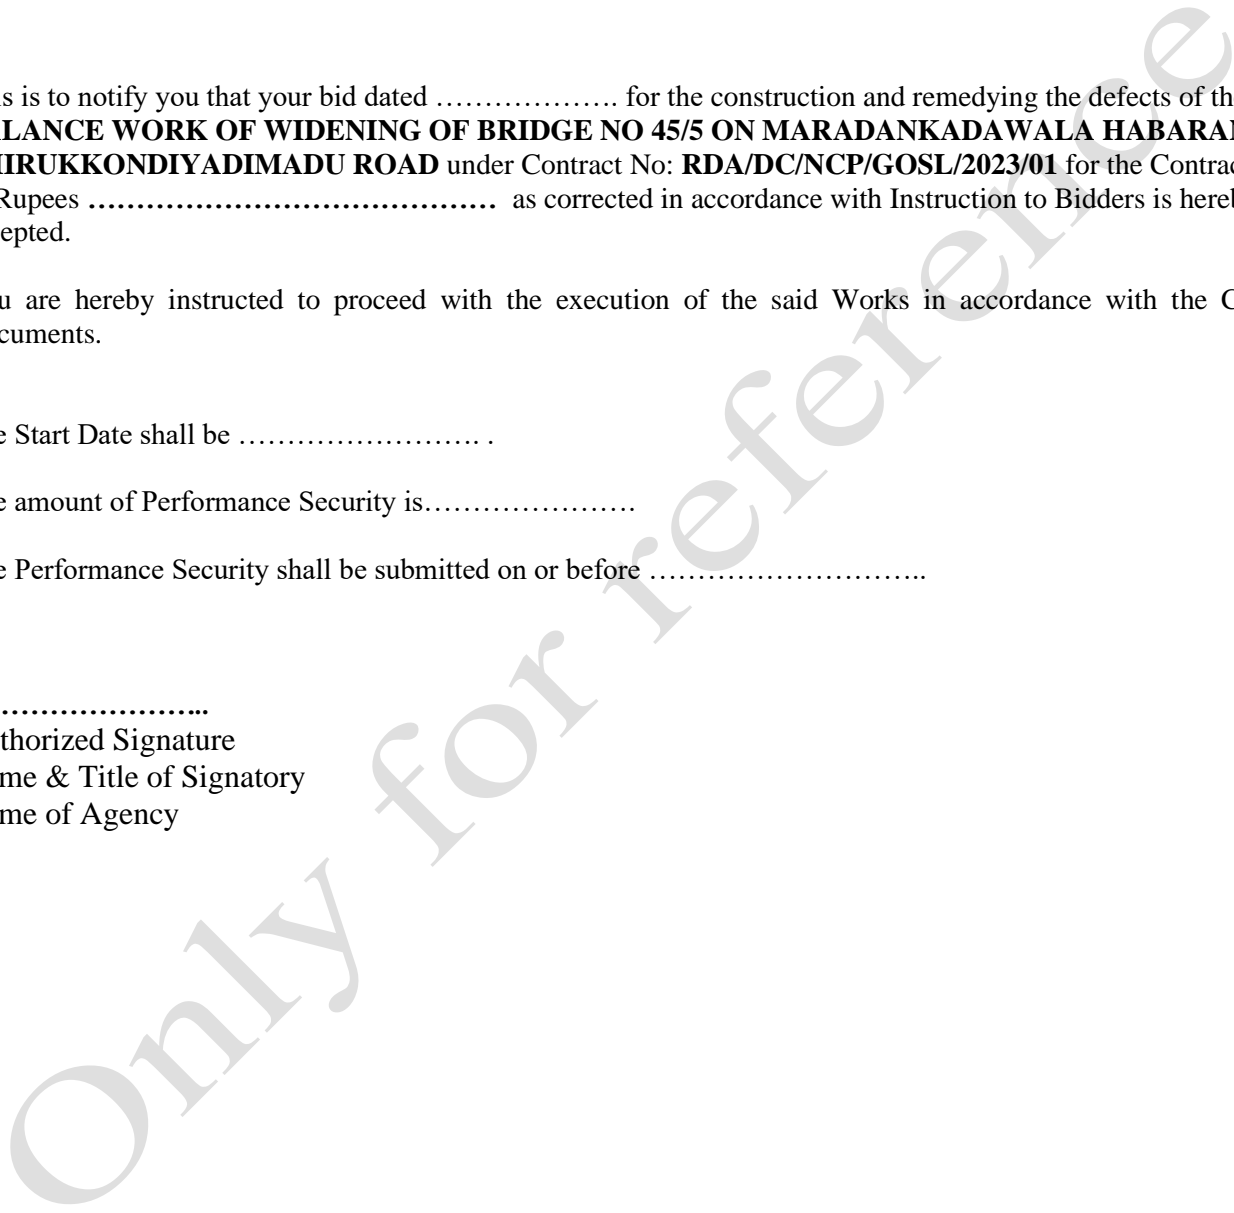 s is to notify you that your bid dated ………………. for the construction and remedying the defects of th
LANCE WORK OF WIDENING OF BRIDGE NO 45/5 ON MARADANKADAWALA HABARAN
HIRUKKONDIYADIMADU ROAD under Contract No: RDA/DC/NCP/GOSL/2023/01 for the Contrac
Rupees …………………………………… as corrected in accordance with Instruction to Bidders is hereb
epted.
u are hereby instructed to proceed with the execution of the said Works in accordance with the C
cuments.
e Start Date shall be ……………………. .
e amount of Performance Security is………………….
e Performance Security shall be submitted on or before ………………………..
…………………..
thorized Signature
me & Title of Signatory
me of Agency
Only for reference